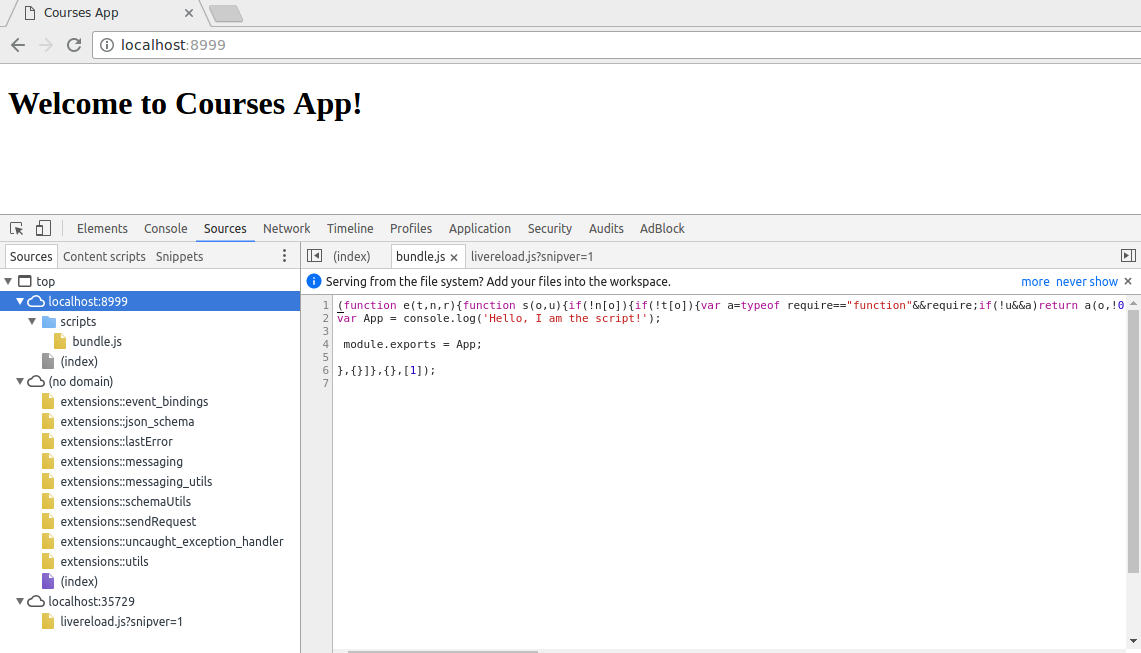 Courses App
localhost:8999
Welcome to Courses App!
Elements Console Sources Network Timeline Profiles Application Security Audits AdBlock
Sources Content scripts Snippets
(index) bundle.js livereload.js?snipver=1
Serving from the file system? Add your files into the workspace. more never show
top
localhost:8999
scripts
bundle.js
(index)
(no domain)
extensions::event_bindings
extensions::json_schema
extensions::lastError
extensions::messaging
extensions::messaging_utils
extensions::schemaUtils
extensions::sendRequest
extensions::uncaught_exception_handler
extensions::utils
(index)
localhost:35729
livereload.js?snipver=1
1 (function e(t,n,r){function s(o,u){if(!n[o]){if(!t[o]){var a=typeof require=="function"&&require;if(!u&&a)return a(o,!0
2 var App = console.log('Hello, I am the script!');
3
4 module.exports = App;
5
6 },{}]},{},[1]);
7